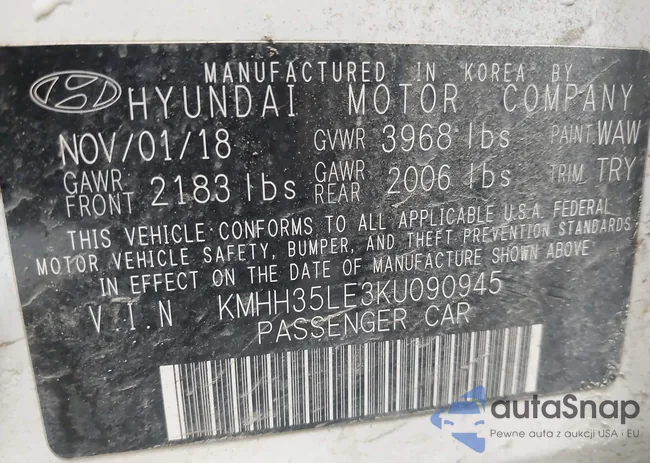 MANUFACTURED IN KOREA BY
HYUNDAI MOTOR COMPANY
NOV/01/18 GVWR 3968 lbs PAINT WAW
GAWR FRONT 2183 lbs GAWR REAR 2006 lbs TRIM TRY
THIS VEHICLE CONFORMS TO ALL APPLICABLE U.S.A. FEDERAL
MOTOR VEHICLE SAFETY, BUMPER, AND THEFT PREVENTION STANDARDS
IN EFFECT ON THE DATE OF MANUFACTURE SHOWN ABOVE
V.I.N KMHH35LE3KU090945
PASSENGER CAR
autaSnap
Pewne auta z aukcji USA i EU